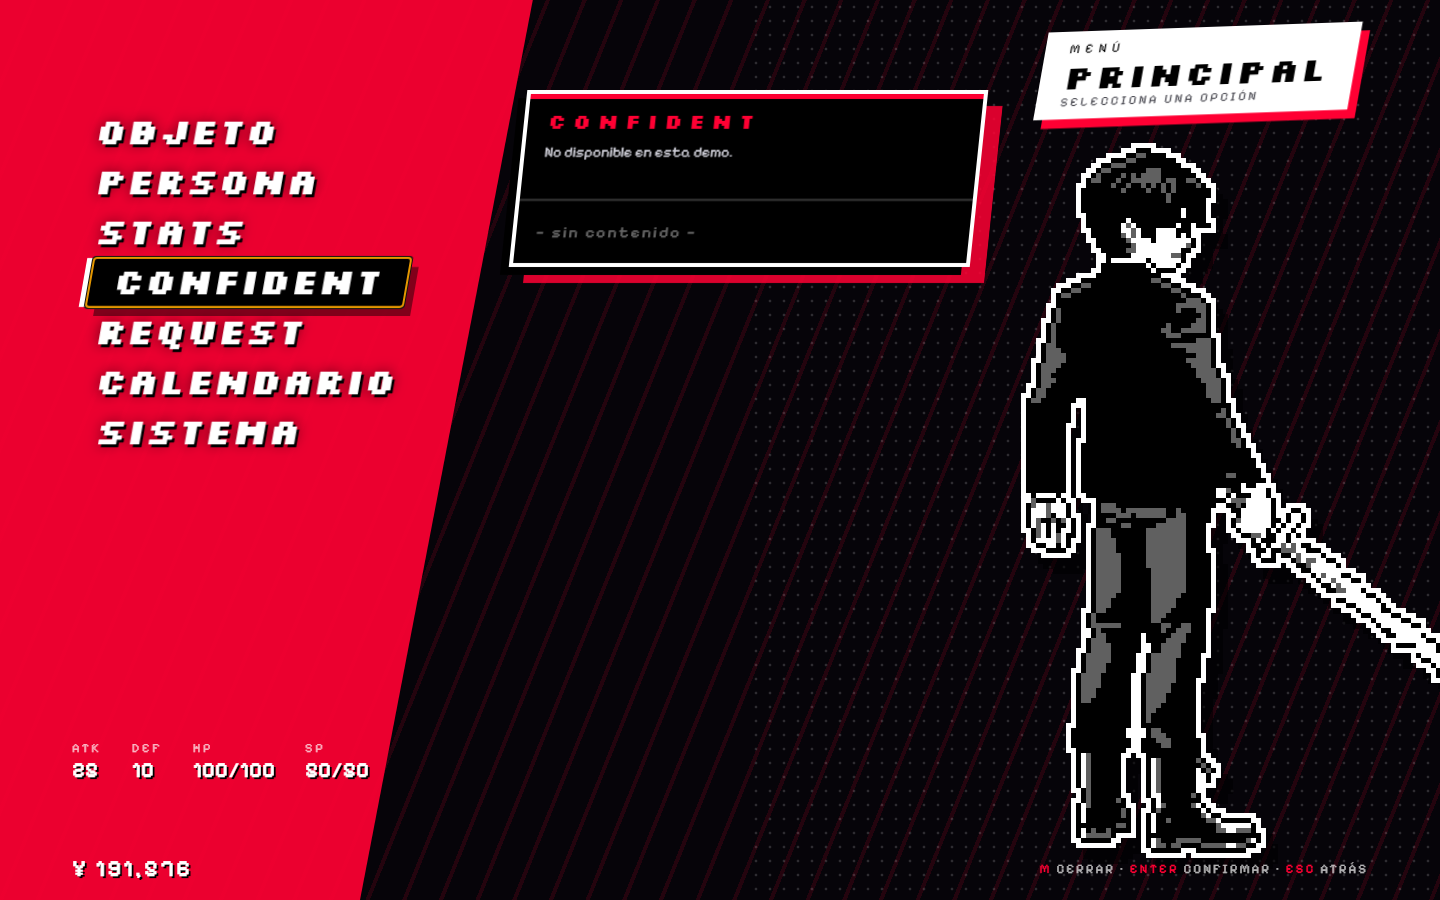 OBJETO
PERSONA
STATS
CONFIDENT
REQUEST
CALENDARIO
SISTEMA
ATK DEF HP SP
28 10 100/100 80/80
¥ 191,876
CONFIDENT
No disponible en esta demo.
- sin contenido -
MENÚ
PRINCIPAL
SELECCIONA UNA OPCIÓN
M CERRAR · ENTER CONFIRMAR · ESC ATRÁS